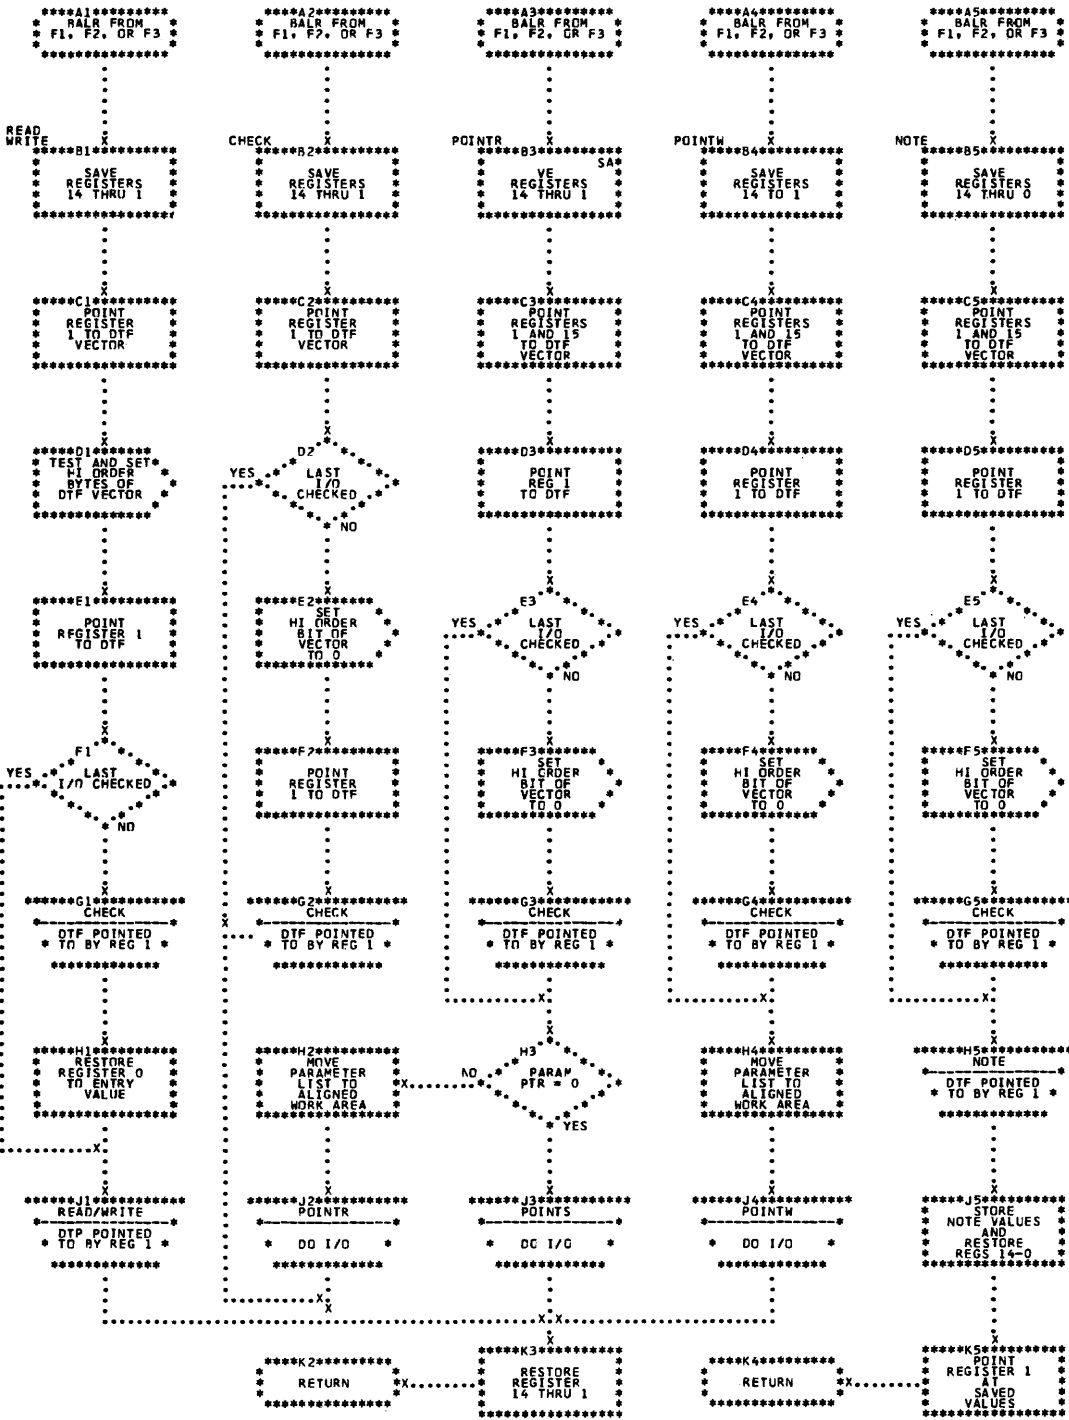 A1
BALR FROM
F1, F2, OR F3
A2
BALR FROM
F1, F2, OR F3
A3
BALR FROM
F1, F2, OR F3
A4
BALR FROM
F1, F2, OR F3
A5
BALR FROM
F1, F2, OR F3
READ
WRITE
B1
SAVE
REGISTERS
14 THRU 1
CHECK
B2
SAVE
REGISTERS
14 THRU 1
POINTR
B3
SA
VE
REGISTERS
14 THRU 1
POINTW
B4
SAVE
REGISTERS
14 TO 1
NOTE
B5
SAVE
REGISTERS
14 THRU 0
C1
POINT
REGISTER
1 TO DTF
VECTOR
C2
POINT
REGISTER
1 TO DTF
VECTOR
C3
POINT
REGISTERS
1 AND 15
TO DTF
VECTOR
C4
POINT
REGISTERS
1 AND 15
TO DTF
VECTOR
C5
POINT
REGISTERS
1 AND 15
TO DTF
VECTOR
D1
TEST AND SET
HI ORDER
BYTES OF
DTF VECTOR
D2
YES
LAST
I/O
CHECKED
NO
D3
POINT
REG 1
TO DTF
D4
POINT
REGISTER
1 TO DTF
D5
POINT
REGISTER
1 TO DTF
E1
POINT
REGISTER 1
TO DTF
E2
SET
HI ORDER
BIT OF
VECTOR
TO 0
E3
YES
LAST
I/O
CHECKED
NO
E4
YES
LAST
I/O
CHECKED
NO
E5
YES
LAST
I/O
CHECKED
NO
F1
YES
LAST
I/O CHECKED
NO
F2
POINT
REGISTER
1 TO DTF
F3
SET
HI ORDER
BIT OF
VECTOR
TO 0
F4
SET
HI ORDER
BIT OF
VECTOR
TO 0
F5
SET
HI ORDER
BIT OF
VECTOR
TO 0
G1
CHECK
DTF POINTED
TO BY REG 1
G2
CHECK
DTF POINTED
TO BY REG 1
G3
CHECK
DTF POINTED
TO BY REG 1
G4
CHECK
DTF POINTED
TO BY REG 1
G5
CHECK
DTF POINTED
TO BY REG 1
H1
RESTORE
REGISTER 0
TO ENTRY
VALUE
H2
MOVE
PARAMETER
LIST TO
ALIGNED
WORK AREA
H3
NO
PARAM
PTR = 0
YES
H4
MOVE
PARAMETER
LIST TO
ALIGNED
WORK AREA
H5
NOTE
DTF POINTED
TO BY REG 1
J1
READ/WRITE
DTP POINTED
TO BY REG 1
J2
POINTR
DO I/O
J3
POINTS
DO I/O
J4
POINTW
DO I/O
J5
STORE
NOTE VALUES
AND
RESTORE
REGS 14-0
K2
RETURN
K3
RESTORE
REGISTER
14 THRU 1
K4
RETURN
K5
POINT
REGISTER 1
AT
SAVED
VALUES